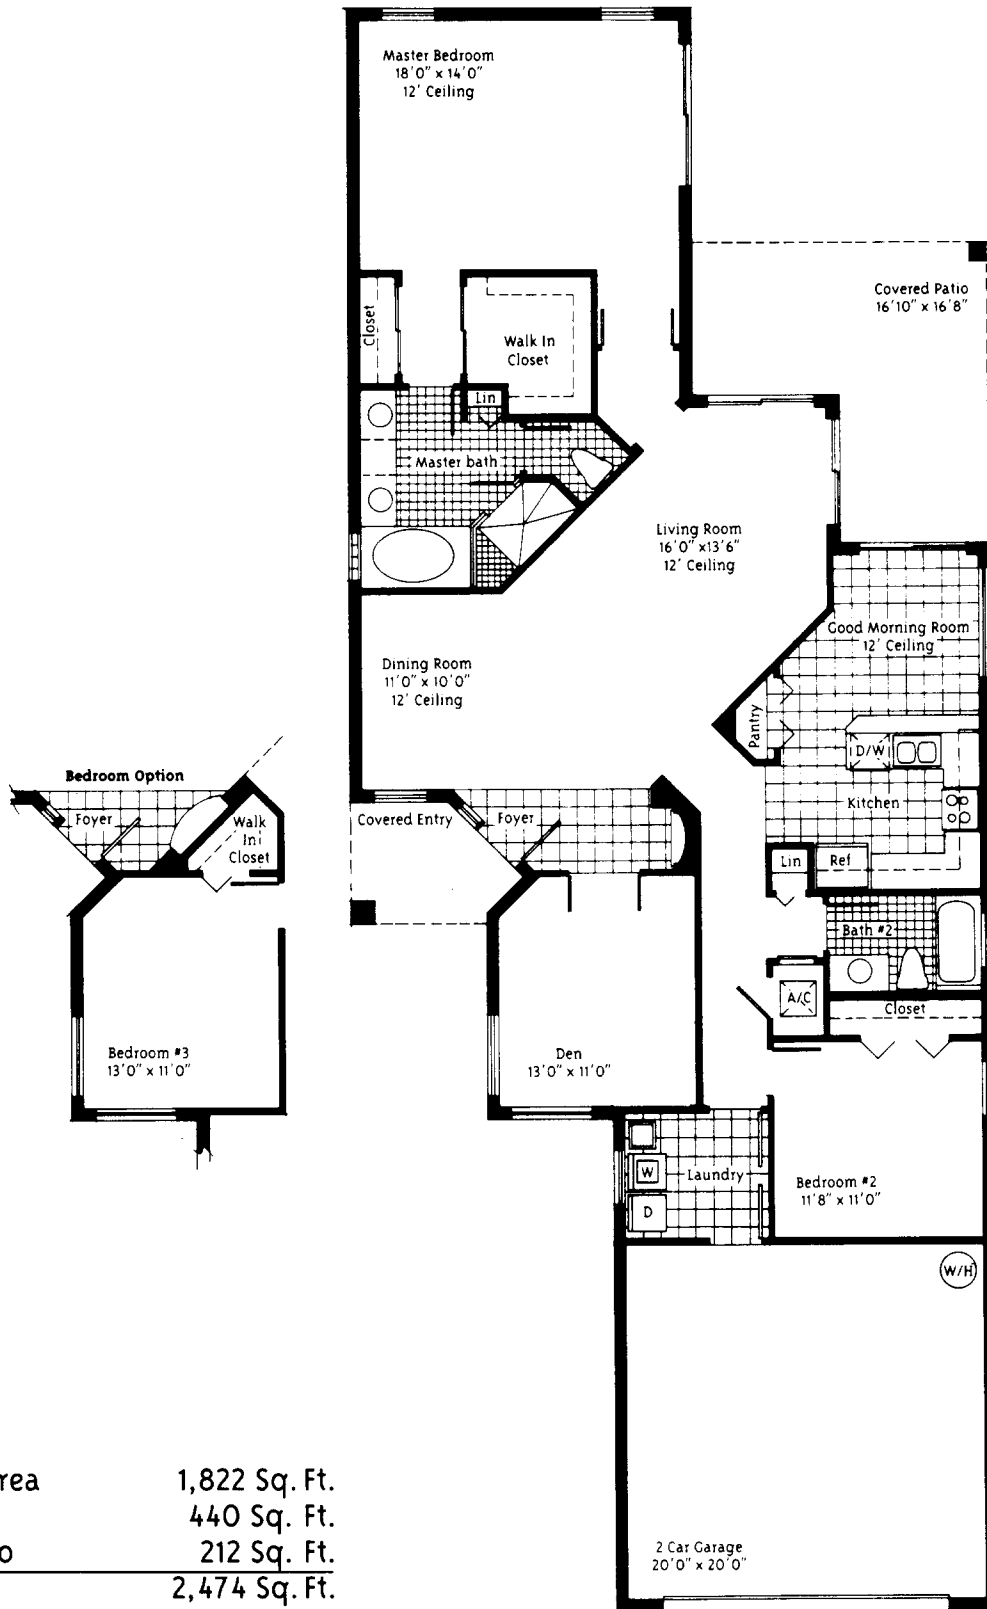 Master Bedroom
18'0" x 14'0"
12' Ceiling
Covered Patio
16'10" x 16'8"
Closet
Walk In
Closet
Lin
Master bath
Living Room
16'0" x13'6"
12' Ceiling
Good Morning Room
12' Ceiling
Dining Room
11'0" x 10'0"
12' Ceiling
Pantry
D/W
Kitchen
Bedroom Option
Foyer
Walk
In
Closet
Covered Entry
Foyer
Lin
Ref
Bath #2
A/C
Closet
Bedroom #3
13'0" x 11'0"
Den
13'0" x 11'0"
W
Laundry
D
Bedroom #2
11'8" x 11'0"
W/H
2 Car Garage
20'0" x 20'0"
rea 1,822 Sq. Ft.
440 Sq. Ft.
o 212 Sq. Ft.
2,474 Sq. Ft.